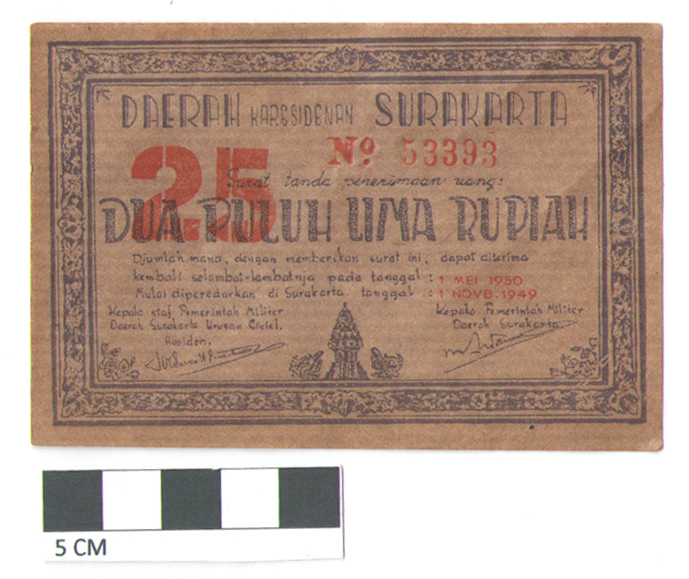 DAERAH KARESIDENAN SURAKARTA
25
No 53393
Surat tanda penerimaan uang:
DUA PULUH LIMA RUPIAH
Djumlah mana, dengan memberikan surat ini, dapat diterima
kembali selambat-lambatnja pada tanggal : 1 MEI 1950
Mulai diperedarkan di Surakarta tanggal : 1 NOVB. 1949
Kepala staf Pemerintah Militer
Daerah Surakarta Urusan Civiel.
Residen.
Kepala Pemerintah Militer
Daerah Surakarta
5 CM